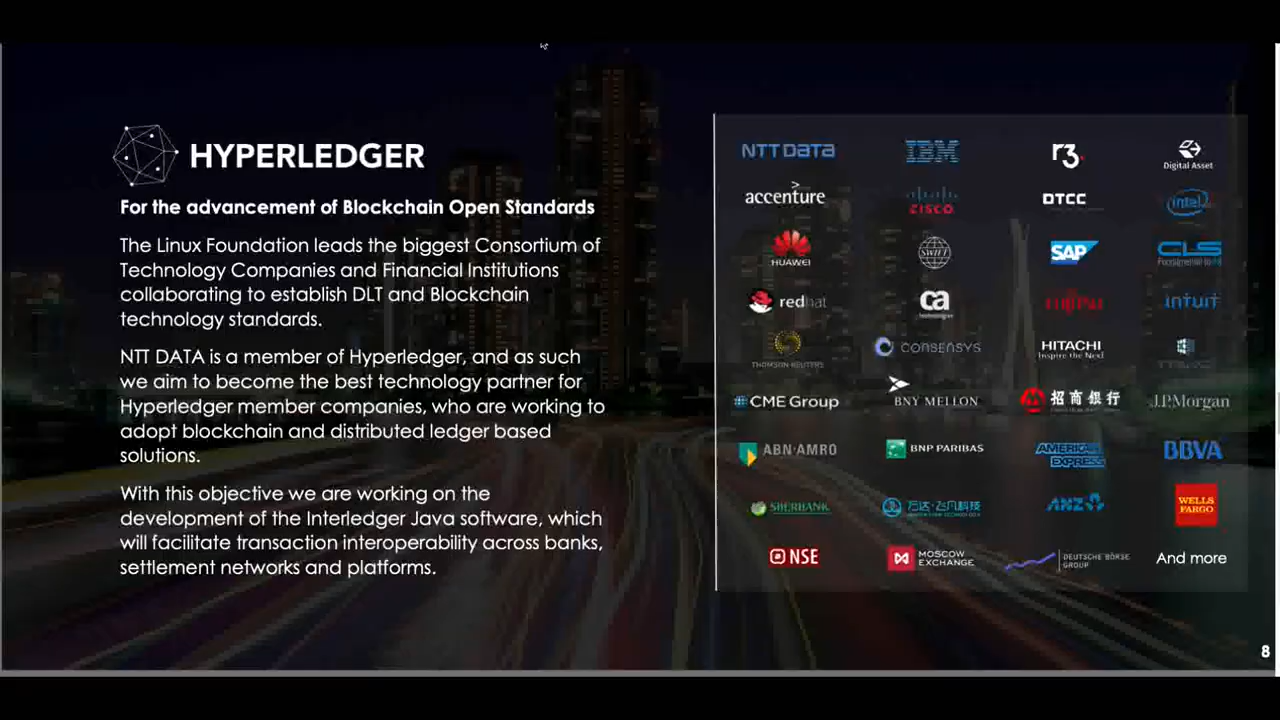 HYPERLEDGER
For the advancement of Blockchain Open Standards
The Linux Foundation leads the biggest Consortium of
Technology Companies and Financial Institutions
collaborating to establish DLT and Blockchain
technology standards.
NTT DATA is a member of Hyperledger, and as such
we aim to become the best technology partner for
Hyperledger member companies, who are working to
adopt blockchain and distributed ledger based
solutions.
With this objective we are working on the
development of the Interledger Java software, which
will facilitate transaction interoperability across banks,
settlement networks and platforms.
NTT DATA
IBM
r3.
Digital Asset
accenture
CISCO
DTCC
intel
HUAWEI
SWIFT
SAP
CLS
redhat
ca
technologies
FUJITSU
INTUIT
THOMSON REUTERS
CONSENSYS
HITACHI
Inspire the Next
CME Group
BNY MELLON
招商银行
J.P.Morgan
ABN·AMRO
BNP PARIBAS
AMERICAN
EXPRESS
BBVA
SBERBANK
万达·飞凡科技
ANZ
WELLS
FARGO
NSE
MOSCOW
EXCHANGE
DEUTSCHE BÖRSE
GROUP
And more
8